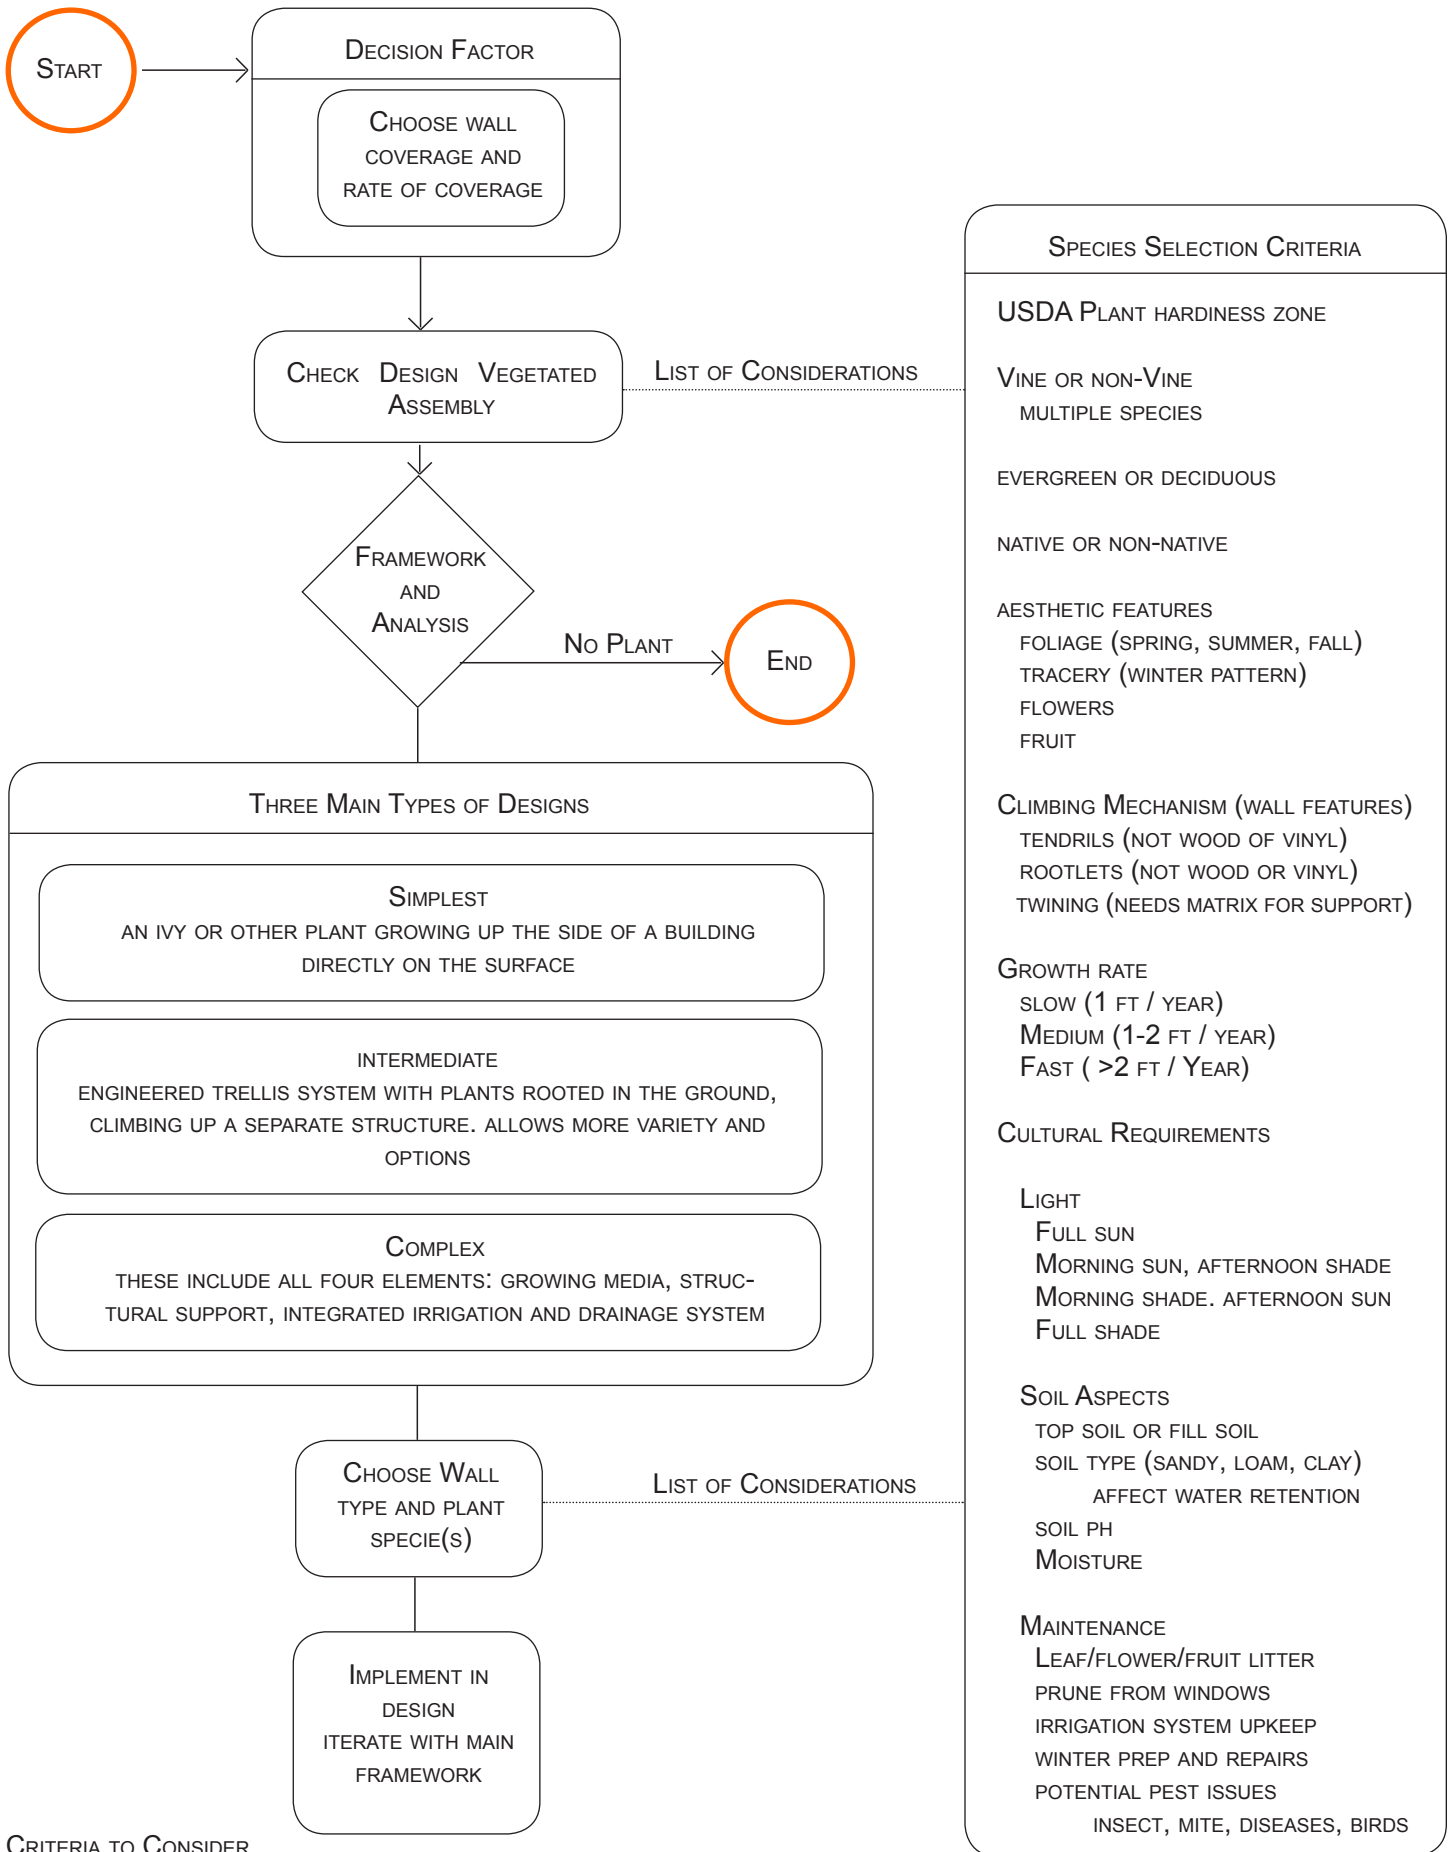 Start
Decision Factor
Choose wall
coverage and
rate of coverage
Check Design Vegetated
Assembly
List of Considerations
Framework
and
Analysis
No Plant
End
Three Main Types of Designs
Simplest
an ivy or other plant growing up the side of a building
directly on the surface
intermediate
engineered trellis system with plants rooted in the ground,
climbing up a separate structure. allows more variety and
options
Complex
these include all four elements: growing media, struc-
tural support, integrated irrigation and drainage system
Choose Wall
type and plant
specie(s)
List of Considerations
Implement in
design
iterate with main
framework
Criteria to Consider
Species Selection Criteria
USDA Plant hardiness zone
Vine or non-Vine
multiple species
evergreen or deciduous
native or non-native
aesthetic features
foliage (spring, summer, fall)
tracery (winter pattern)
flowers
fruit
Climbing Mechanism (wall features)
tendrils (not wood of vinyl)
rootlets (not wood or vinyl)
twining (needs matrix for support)
Growth rate
slow (1 ft / year)
Medium (1-2 ft / year)
Fast ( >2 ft / Year)
Cultural Requirements
Light
Full sun
Morning sun, afternoon shade
Morning shade. afternoon sun
Full shade
Soil Aspects
top soil or fill soil
soil type (sandy, loam, clay)
affect water retention
soil ph
Moisture
Maintenance
Leaf/flower/fruit litter
prune from windows
irrigation system upkeep
winter prep and repairs
potential pest issues
insect, mite, diseases, birds